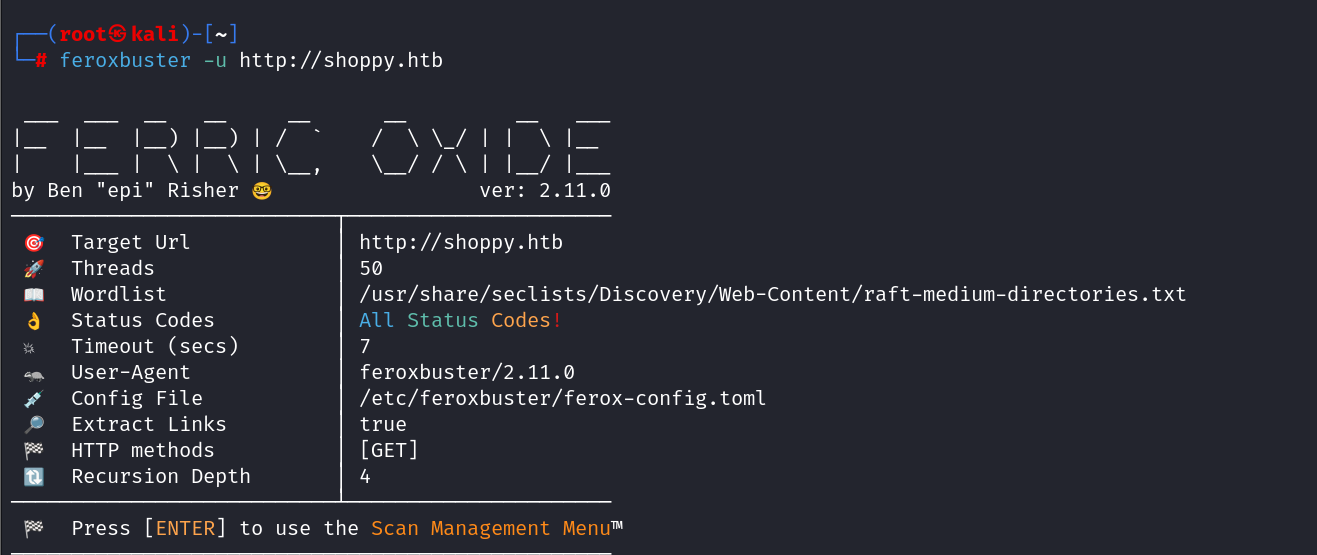 ┌──(root㉿kali)-[~]
└─# feroxbuster -u http://shoppy.htb
 ___  ___  __   __     __      __         __   ___
|__  |__  |__) |__) | /  `    /  \ \_/ | |  \ |__
|    |___ |  \ |  \ | \__,    \__/ / \ | |__/ |___
by Ben "epi" Risher 🤓                 ver: 2.11.0
🎯 Target Url │ http://shoppy.htb
🚀 Threads │ 50
📖 Wordlist │ /usr/share/seclists/Discovery/Web-Content/raft-medium-directories.txt
👌 Status Codes │ All Status Codes!
💥 Timeout (secs) │ 7
🦡 User-Agent │ feroxbuster/2.11.0
💉 Config File │ /etc/feroxbuster/ferox-config.toml
🔎 Extract Links │ true
🏁 HTTP methods │ [GET]
🔃 Recursion Depth │ 4
🏁 Press [ENTER] to use the Scan Management Menu™